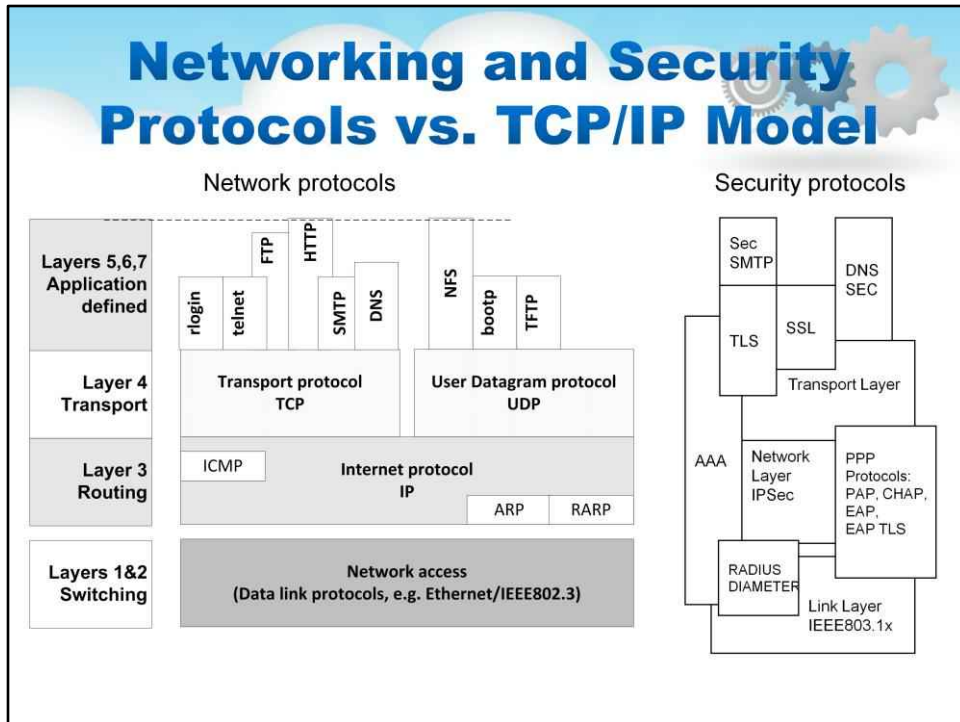 Networking and Security
Protocols vs. TCP/IP Model
Network protocols
Layers 5,6,7
Application
defined
rlogin
telnet
FTP
HTTP
SMTP
DNS
NFS
bootp
TFTP
Layer 4
Transport
Transport protocol
TCP
User Datagram protocol
UDP
Layer 3
Routing
ICMP
Internet protocol
IP
ARP
RARP
Layers 1&2
Switching
Network access
(Data link protocols, e.g. Ethernet/IEEE802.3)
Security protocols
Sec
SMTP
DNS
SEC
TLS
SSL
Transport Layer
AAA
Network
Layer
IPSec
PPP
Protocols:
PAP, CHAP,
EAP,
EAP TLS
RADIUS
DIAMETER
Link Layer
IEEE803.1x